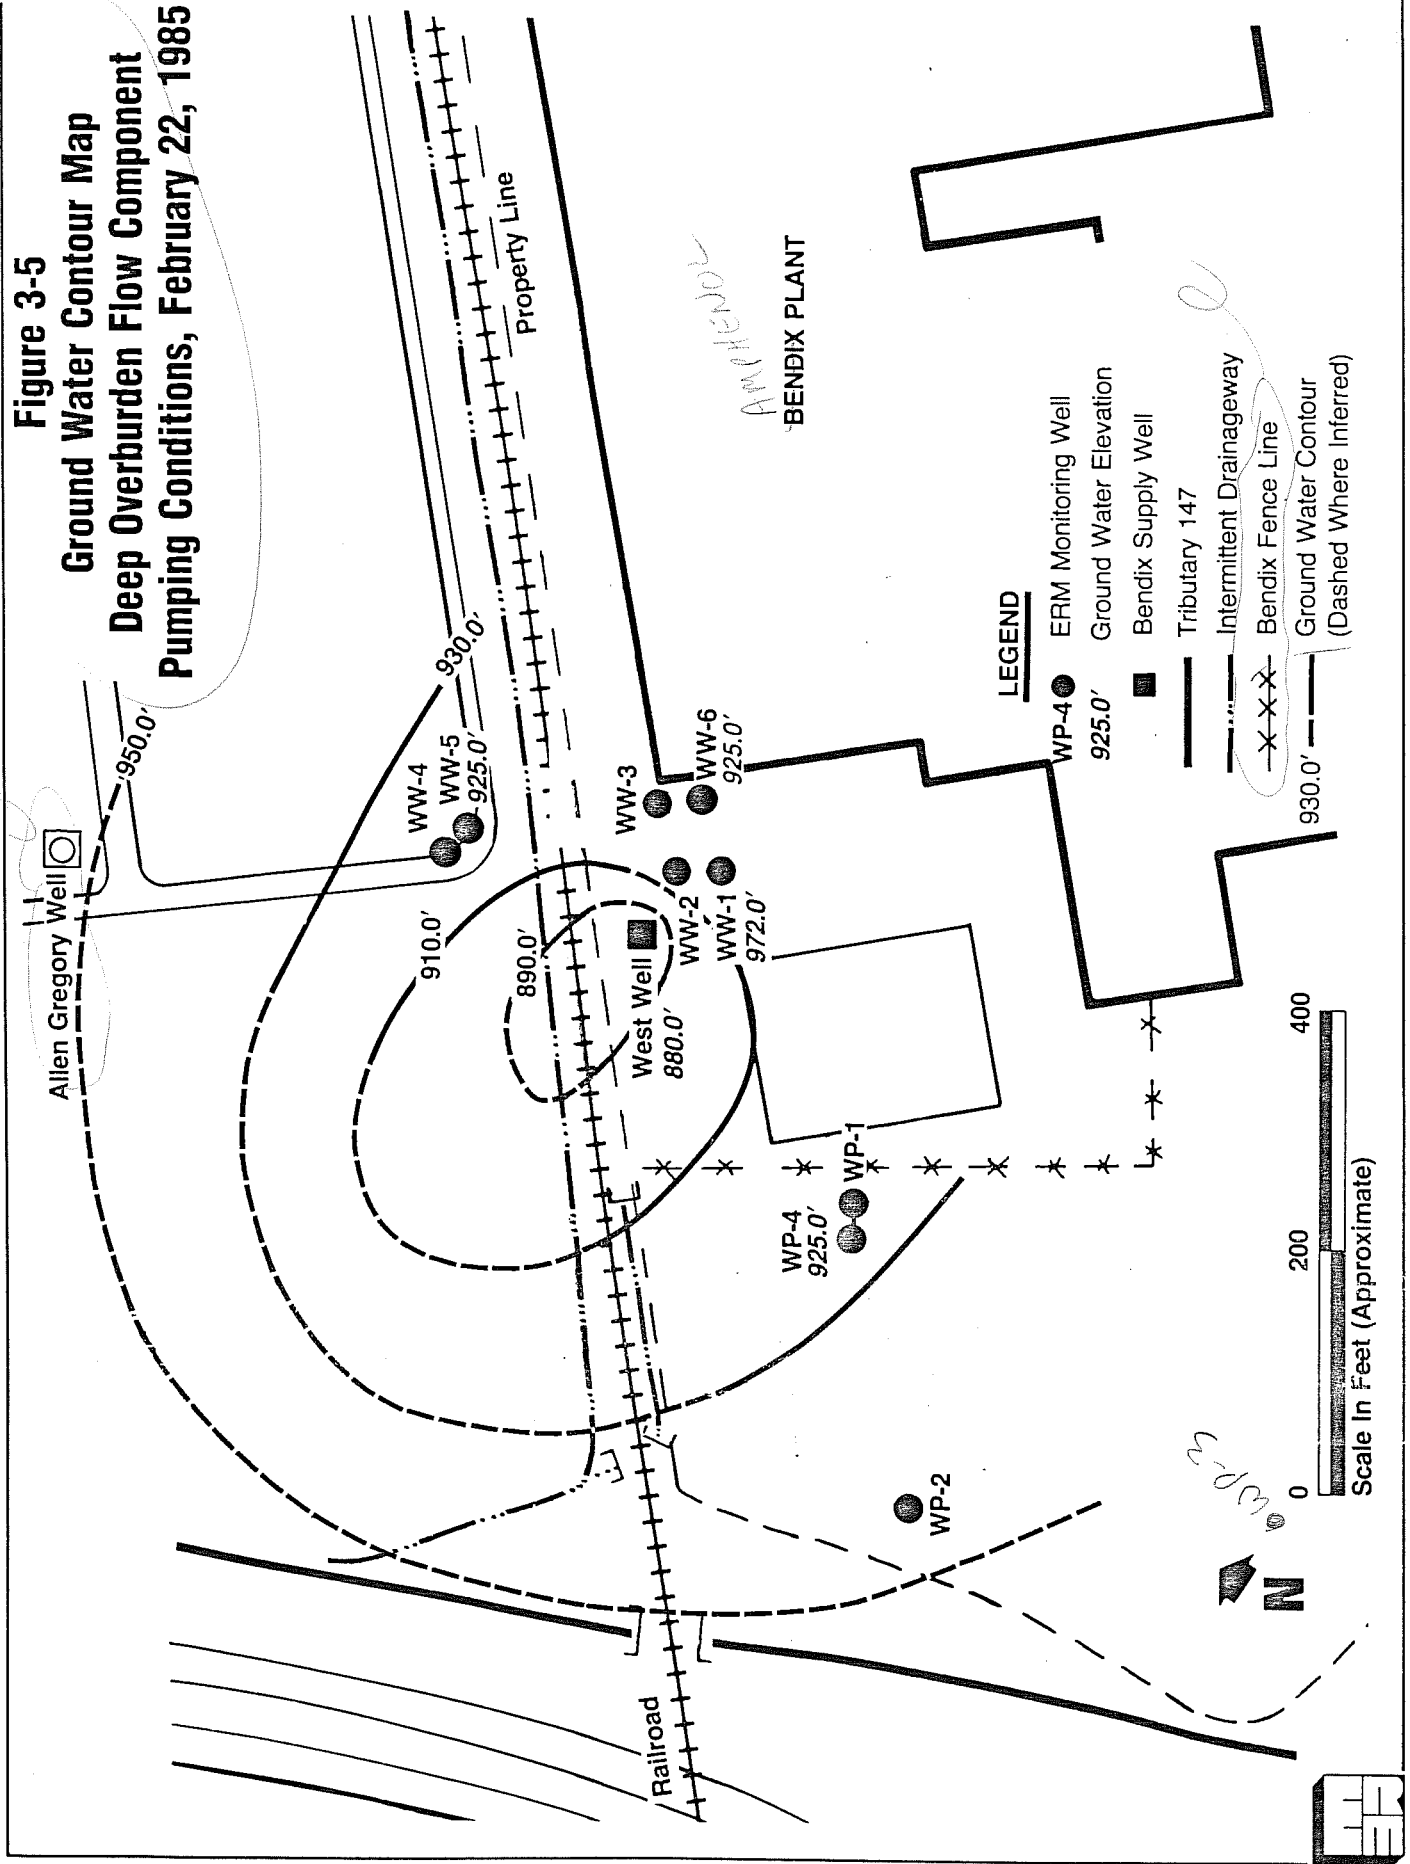 Figure 3-5
Ground Water Contour Map
Deep Overburden Flow Component
Pumping Conditions, February 22, 1985
Allen Gregory Well
950.0'
930.0'
910.0'
890.0'
WW-4
WW-5
925.0'
Property Line
WW-3
WW-6
925.0'
WW-2
WW-1
972.0'
West Well
880.0'
AMPHENOL
BENDIX PLANT
WP-1
WP-4
925.0'
WP-2
WP-3
Railroad
LEGEND
WP-4 ERM Monitoring Well
925.0' Ground Water Elevation
Bendix Supply Well
Tributary 147
Intermittent Drainageway
Bendix Fence Line
930.0' Ground Water Contour
(Dashed Where Inferred)
N
0 200 400
Scale In Feet (Approximate)